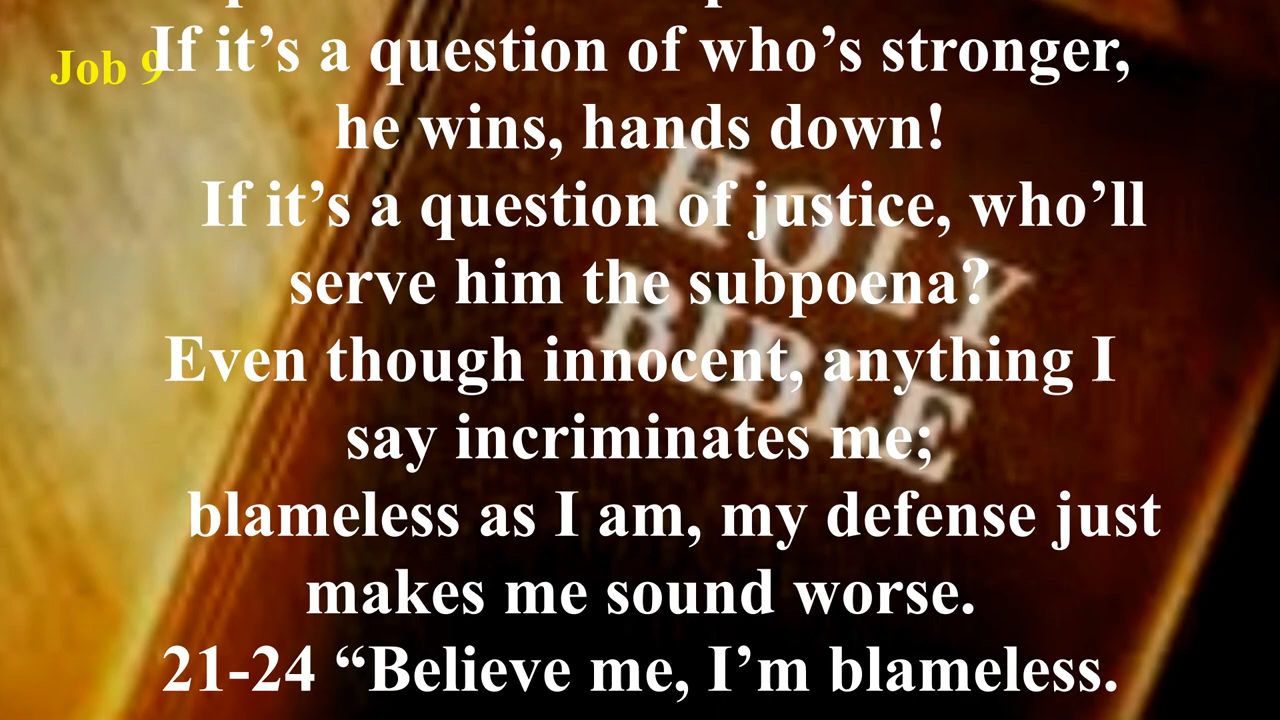 Job 9
If it’s a question of who’s stronger,
he wins, hands down!
If it’s a question of justice, who’ll
serve him the subpoena?
Even though innocent, anything I
say incriminates me;
blameless as I am, my defense just
makes me sound worse.
21-24 “Believe me, I’m blameless.
HOLY
BIBLE